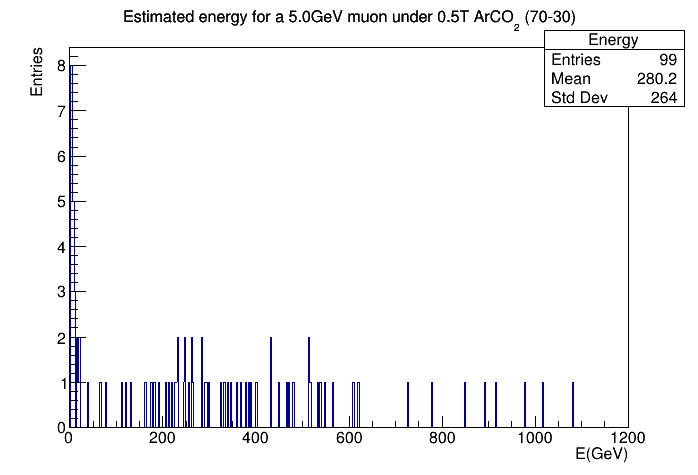 Estimated energy for a 5.0GeV muon under 0.5T ArCO2 (70-30)
Energy
Entries 99
Mean 280.2
Std Dev 264
Entries
8
7
6
5
4
3
2
1
0
0 200 400 600 800 1000 1200
E(GeV)